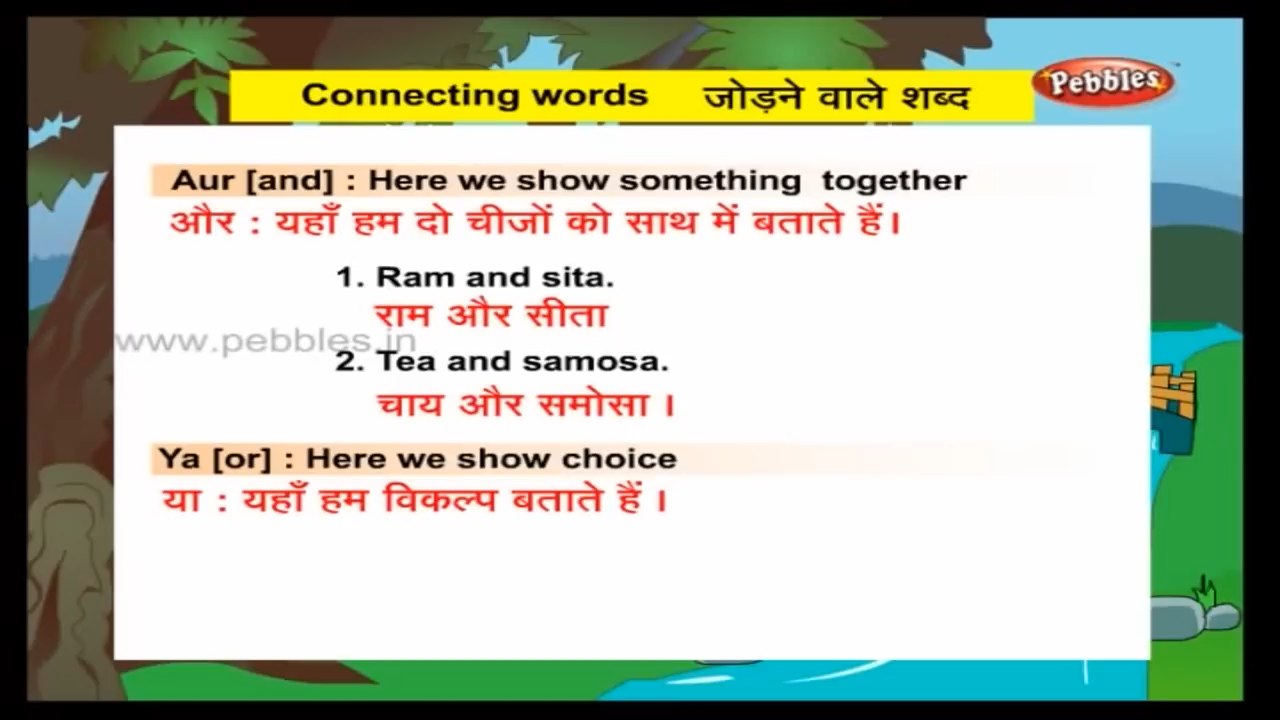 Connecting words जोड़ने वाले शब्द
Pebbles
Aur [and] : Here we show something together
और : यहाँ हम दो चीजों को साथ में बताते हैं।
1. Ram and sita.
राम और सीता
www.pebbles.in
2. Tea and samosa.
चाय और समोसा ।
Ya [or] : Here we show choice
या : यहाँ हम विकल्प बताते हैं ।